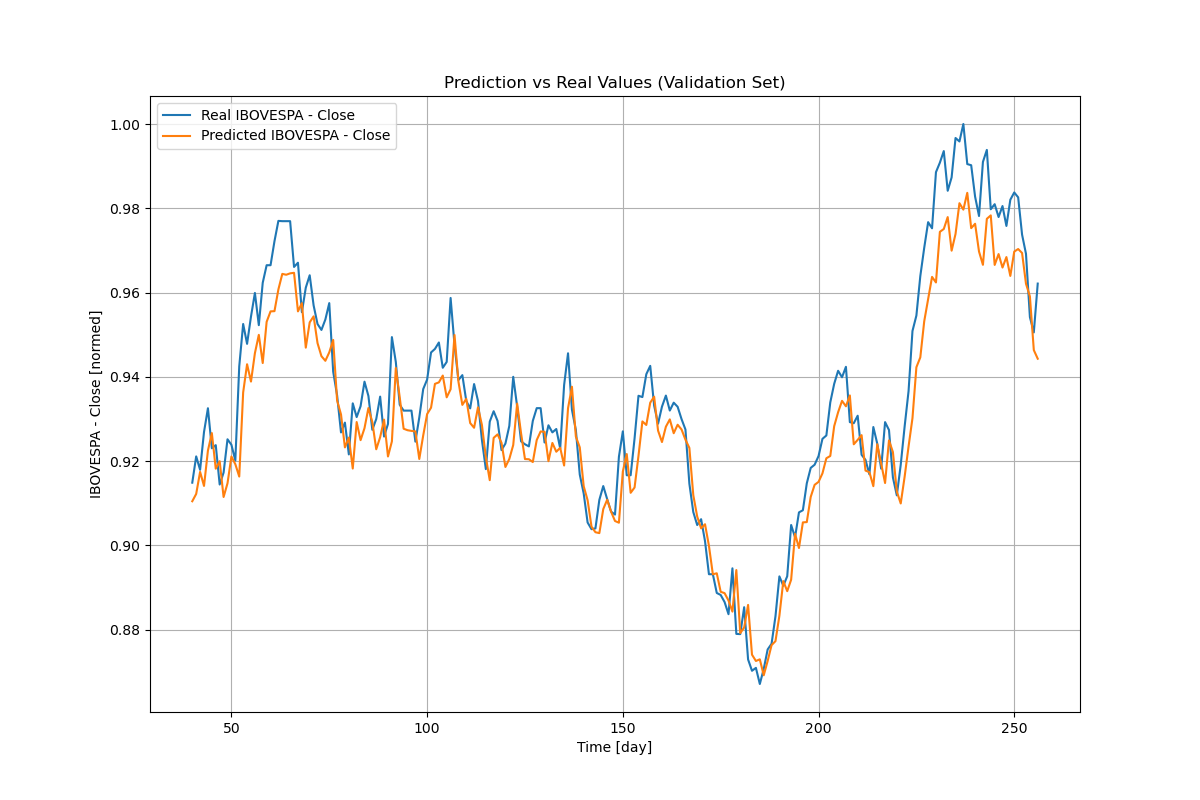 Prediction vs Real Values (Validation Set)
Real IBOVESPA - Close
Predicted IBOVESPA - Close
IBOVESPA - Close [normed]
1.00
0.98
0.96
0.94
0.92
0.90
0.88
50
100
150
200
250
Time [day]